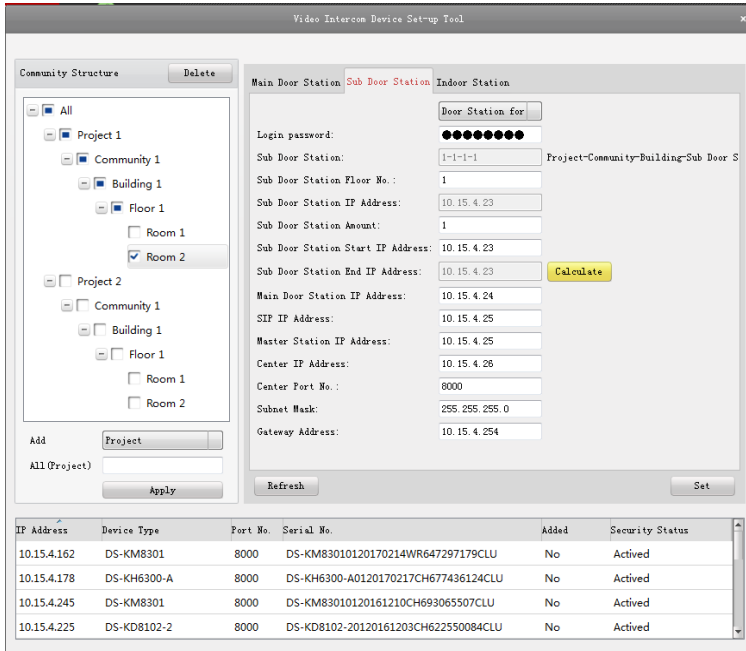 Video Intercom Device Set-up Tool
Community Structure
Delete
All
Project 1
Community 1
Building 1
Floor 1
Room 1
Room 2
Project 2
Community 1
Building 1
Floor 1
Room 1
Room 2
Add Project
All(Project)
Apply
Main Door Station Sub Door Station Indoor Station
Door Station for
Login password: ●●●●●●●●
Sub Door Station: 1-1-1-1 Project-Community-Building-Sub Door S
Sub Door Station Floor No.: 1
Sub Door Station IP Address: 10.15.4.23
Sub Door Station Amount: 1
Sub Door Station Start IP Address: 10.15.4.23
Sub Door Station End IP Address: 10.15.4.23 Calculate
Main Door Station IP Address: 10.15.4.24
SIP IP Address: 10.15.4.25
Master Station IP Address: 10.15.4.25
Center IP Address: 10.15.4.26
Center Port No.: 8000
Subnet Mask: 255.255.255.0
Gateway Address: 10.15.4.254
Refresh Set
IP Address Device Type Port No. Serial No. Added Security Status
10.15.4.162 DS-KM8301 8000 DS-KM83010120170214WR647297179CLU No Actived
10.15.4.178 DS-KH6300-A 8000 DS-KH6300-A0120170217CH677436124CLU No Actived
10.15.4.245 DS-KM8301 8000 DS-KM83010120161210CH693065507CLU No Actived
10.15.4.225 DS-KD8102-2 8000 DS-KD8102-20120161203CH622550084CLU No Actived